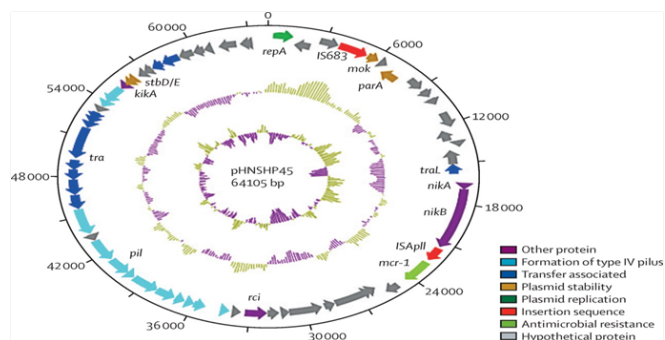 0
60000
6000
repA
IS683
mok
parA
stbD/E
kikA
54000
12000
tra
pHNSHP45
64105 bp
traL
nikA
nikB
48000
18000
ISApll
mcr-1
24000
pil
42000
rci
36000
30000
Other protein
Formation of type IV pilus
Transfer associated
Plasmid stability
Plasmid replication
Insertion sequence
Antimicrobial resistance
Hypothetical protein